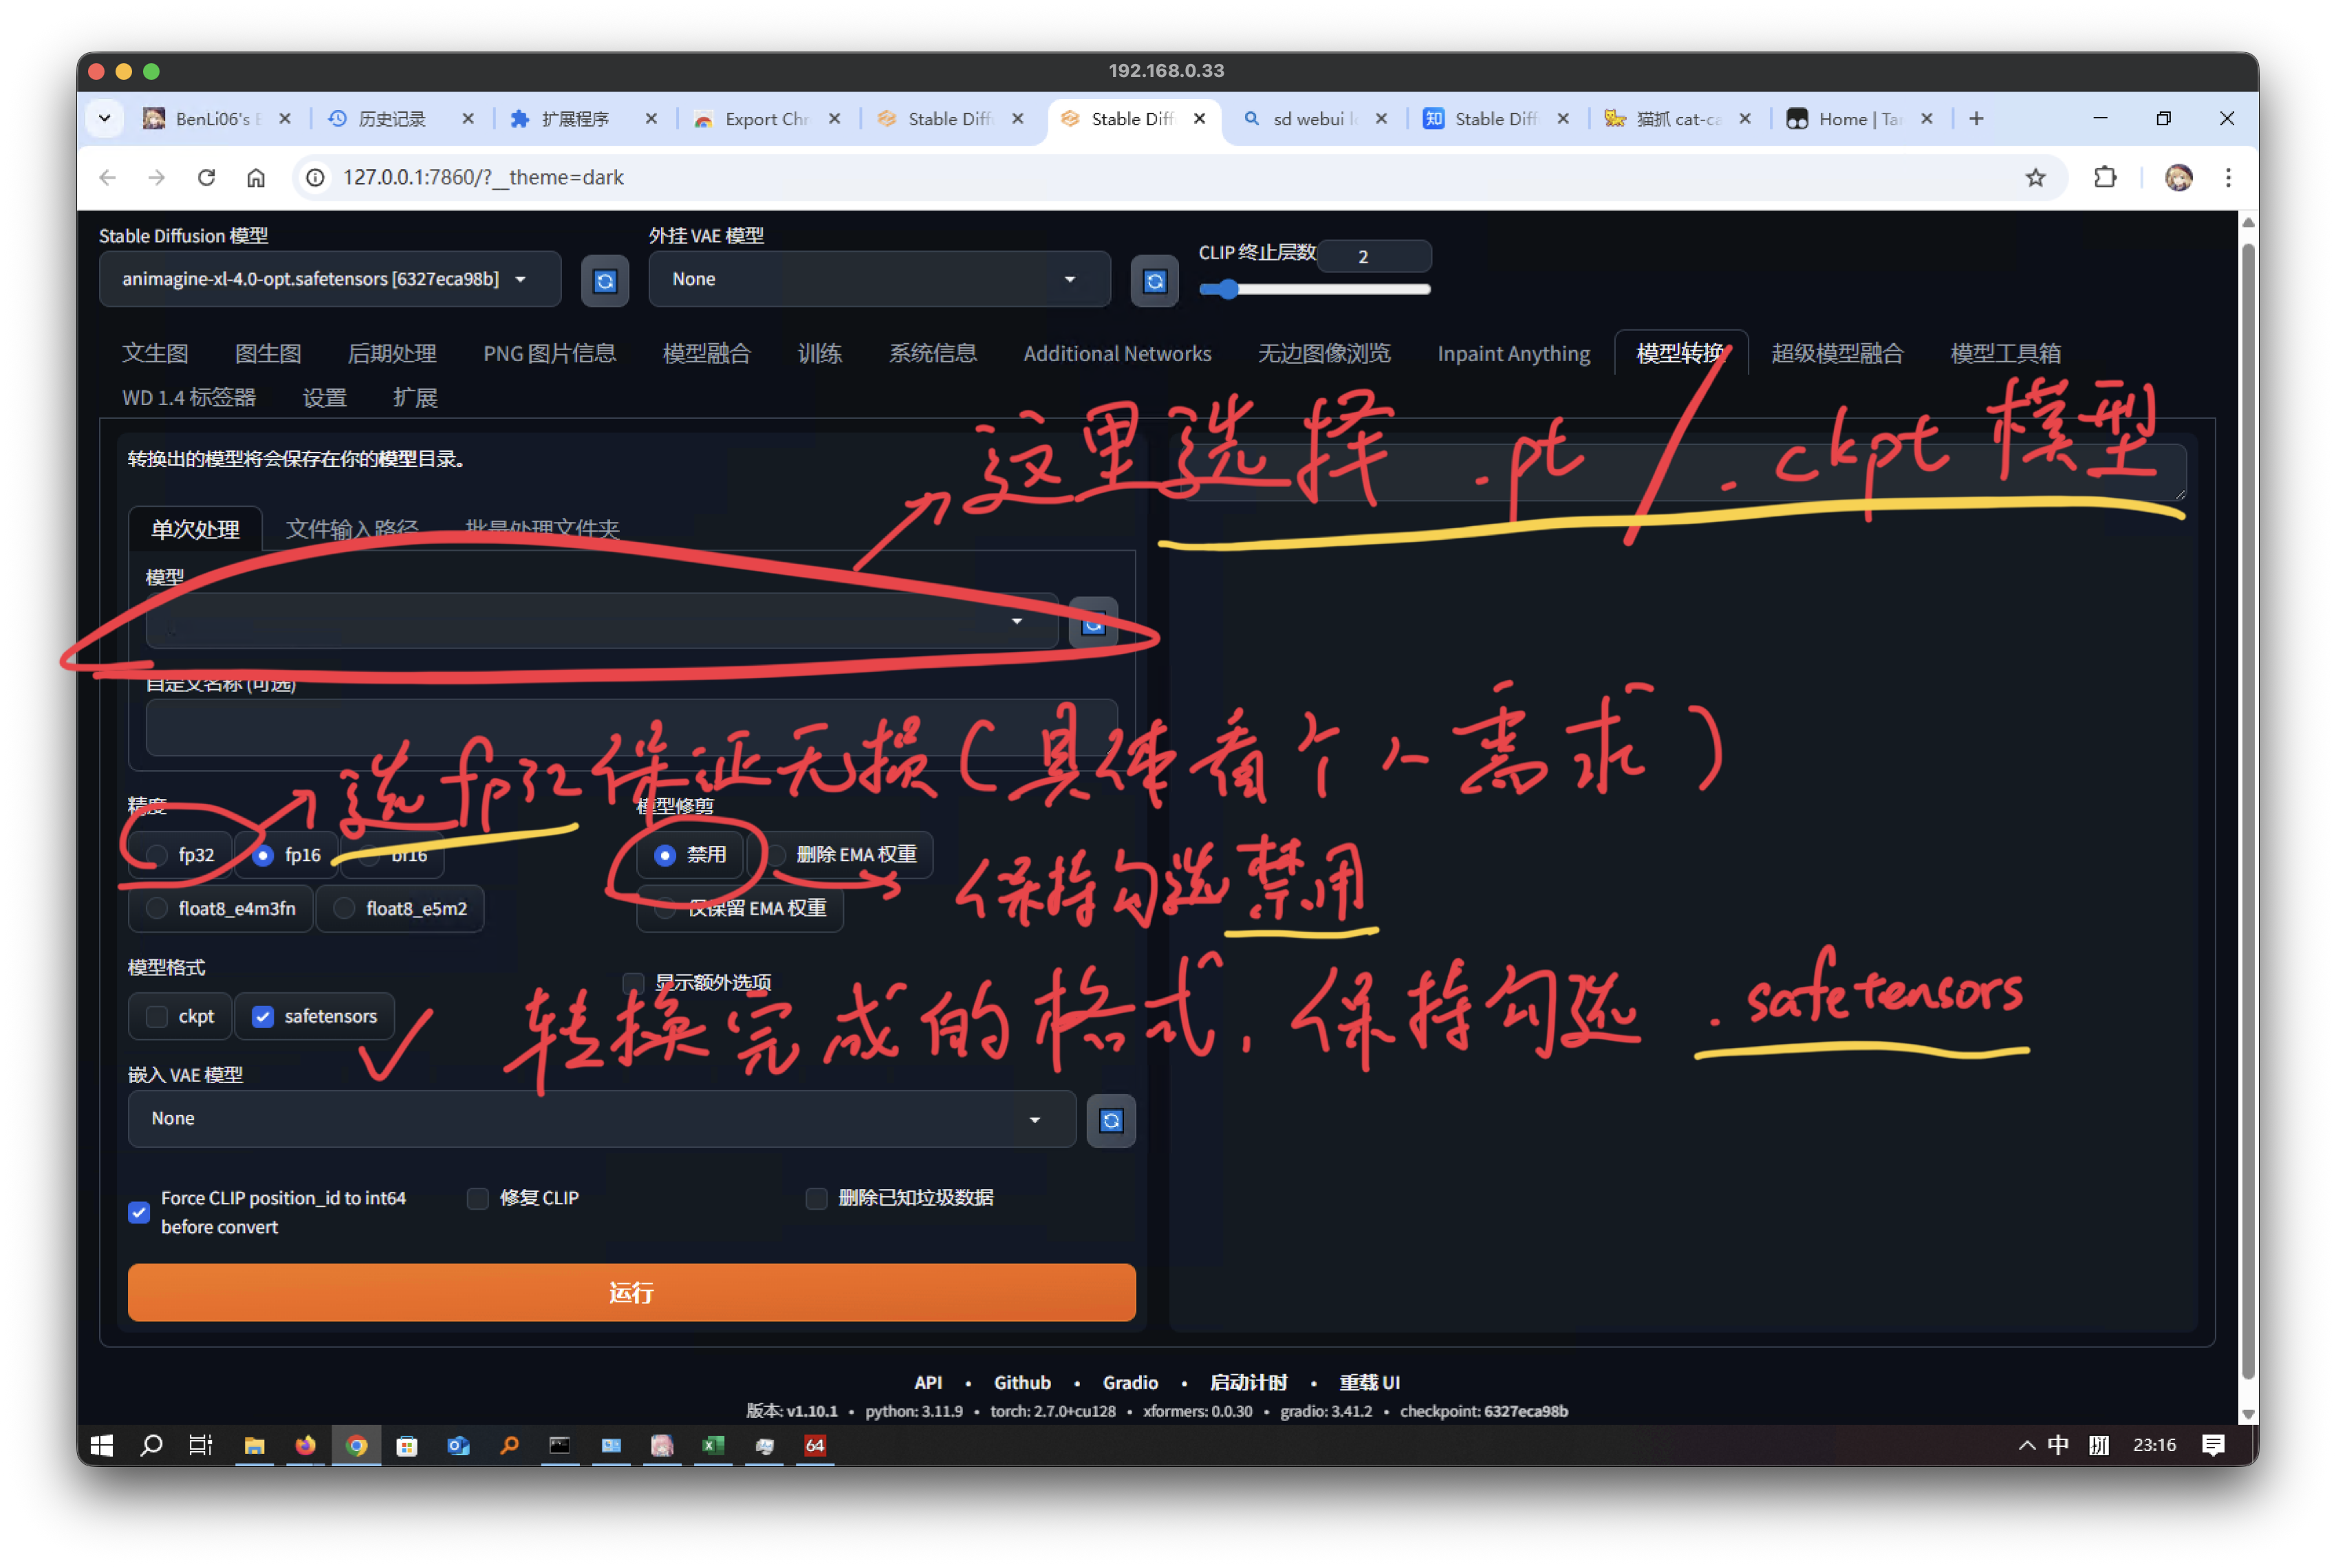 192.168.0.33
BenLi06's E 历史记录 扩展程序 Export Chr Stable Diff Stable Diff sd webui l 知 Stable Diff 猫抓 cat-ca Home | Ta
127.0.0.1:7860/?__theme=dark
Stable Diffusion 模型 外挂 VAE 模型 CLIP 终止层数 2
animagine-xl-4.0-opt.safetensors [6327eca98b] None
文生图 图生图 后期处理 PNG 图片信息 模型融合 训练 系统信息 Additional Networks 无边图像浏览 Inpaint Anything 模型转换 超级模型融合 模型工具箱
WD 1.4 标签器 设置 扩展
这里选择 .pt / .ckpt 模型
转换出的模型将会保存在你的模型目录。
单次处理 文件输入路径 批量处理文件夹
模型
自定义名称 (可选)
选fp32保证无损(具体看个人需求)
精度 模型修剪
fp32 fp16 bf16 禁用 删除 EMA 权重
保持勾选禁用
float8_e4m3fn float8_e5m2 仅保留 EMA 权重
模型格式 显示额外选项
ckpt safetensors
转换完成的格式,保持勾选 .safetensors
嵌入 VAE 模型
None
Force CLIP position_id to int64 修复 CLIP 删除已知垃圾数据
before convert
运行
API • Github • Gradio • 启动计时 • 重载 UI
版本: v1.10.1 • python: 3.11.9 • torch: 2.7.0+cu128 • xformers: 0.0.30 • gradio: 3.41.2 • checkpoint: 6327eca98b
64 中 拼 23:16